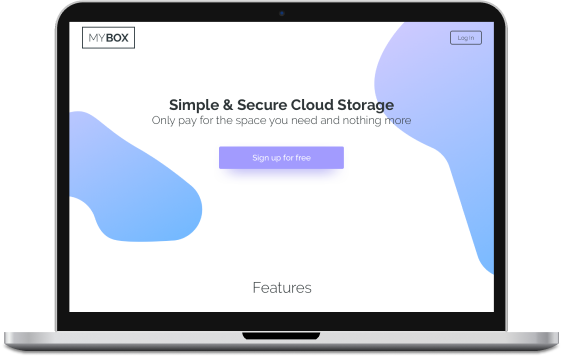 MYBOX
Log in
Simple & Secure Cloud Storage
Only pay for the space you need and nothing more
Sign up for free
Features